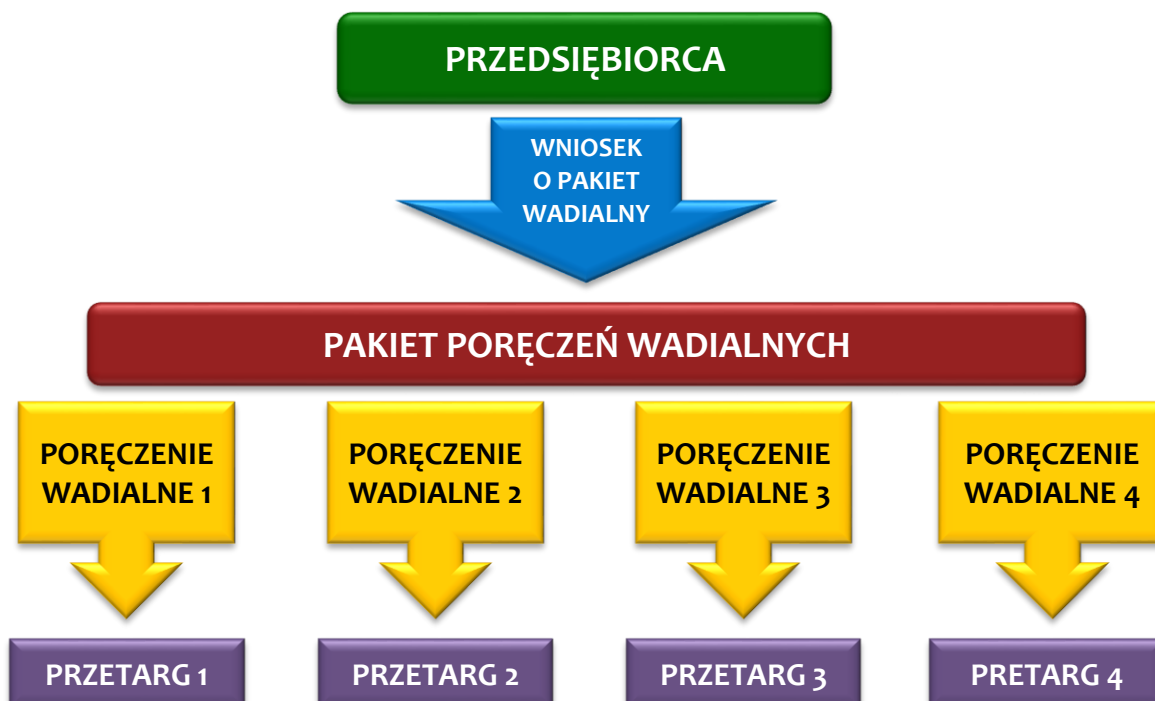 PRZEDSIĘBIORCA
WNIOSEK
O PAKIET
WADIALNY
PAKIET PORĘCZEŃ WADIALNYCH
PORĘCZENIE
WADIALNE 1
PORĘCZENIE
WADIALNE 2
PORĘCZENIE
WADIALNE 3
PORĘCZENIE
WADIALNE 4
PRZETARG 1
PRZETARG 2
PRZETARG 3
PRETARG 4